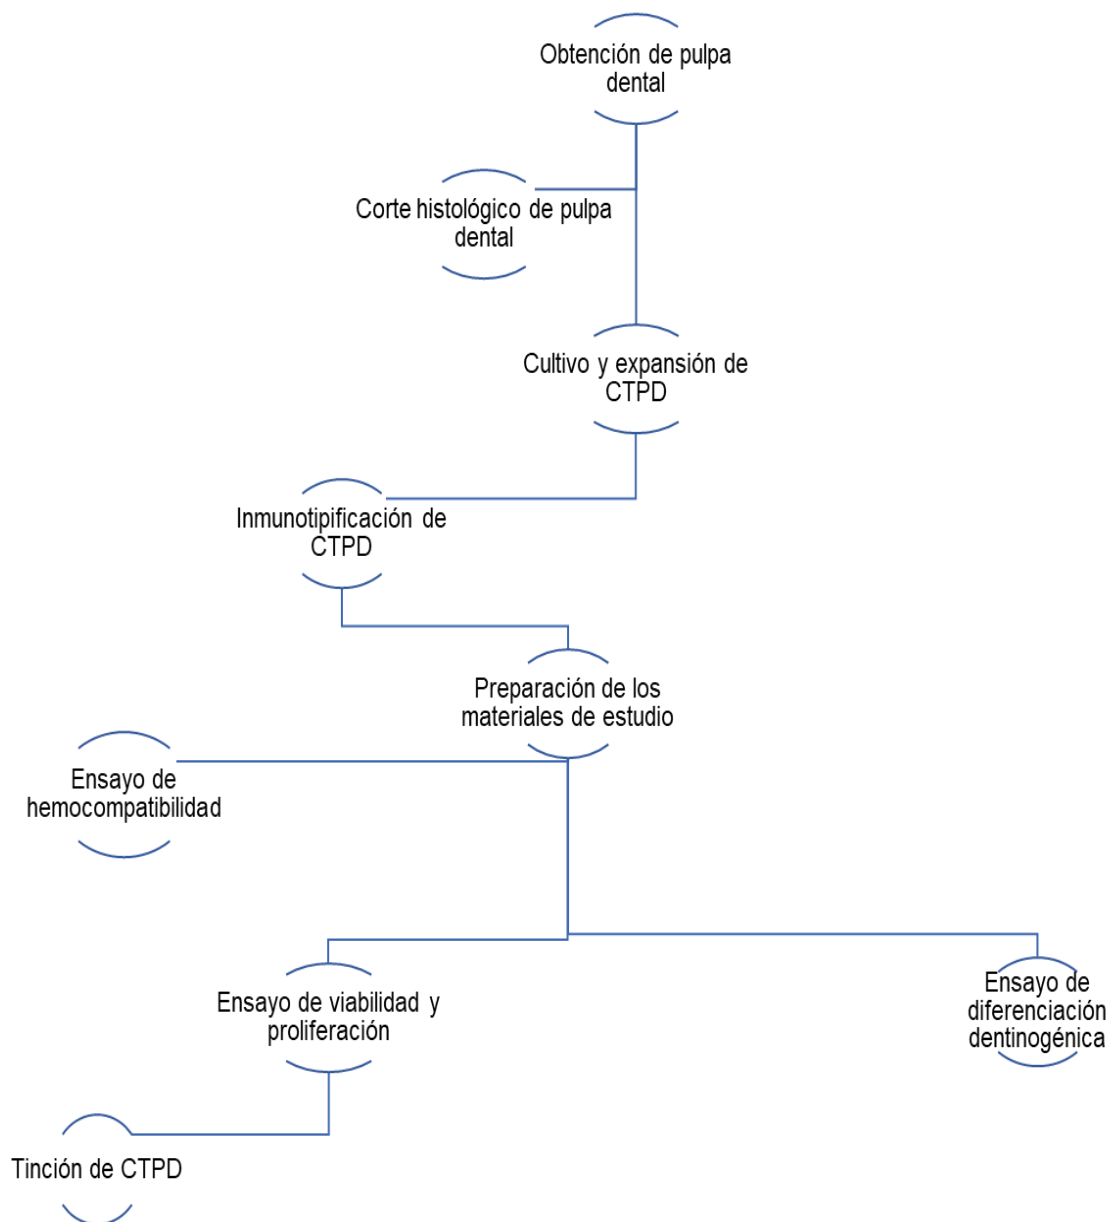 Obtención de pulpa
dental
Corte histológico de pulpa
dental
Cultivo y expansión de
CTPD
Inmunotipificación de
CTPD
Preparación de los
materiales de estudio
Ensayo de
hemocompatibilidad
Ensayo de viabilidad y
proliferación
Ensayo de
diferenciación
dentinogénica
Tinción de CTPD